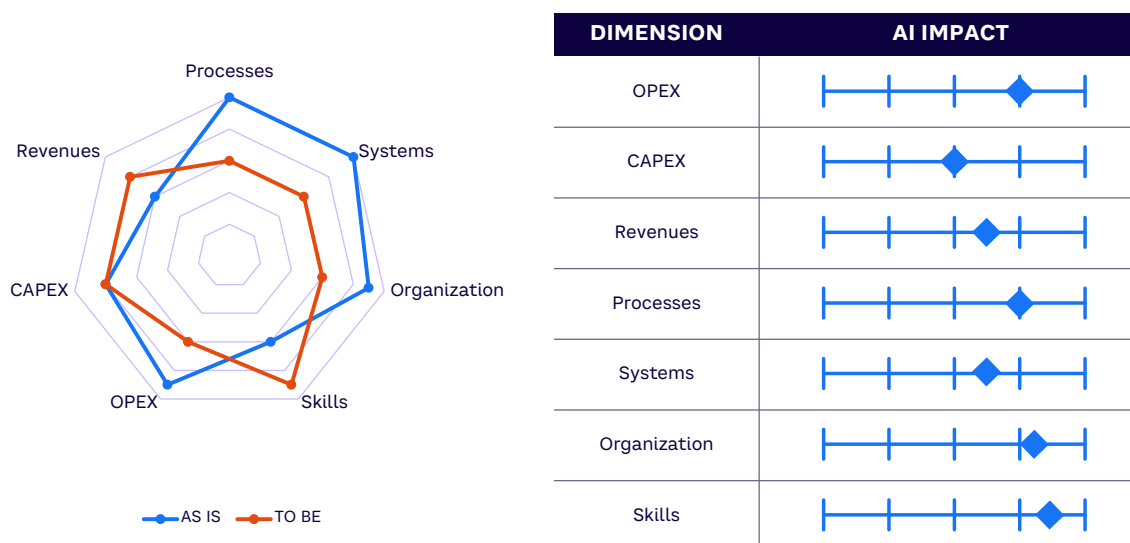 Processes
Revenues
Systems
CAPEX
Organization
OPEX
Skills
AS IS
TO BE
DIMENSION
AI IMPACT
OPEX
CAPEX
Revenues
Processes
Systems
Organization
Skills